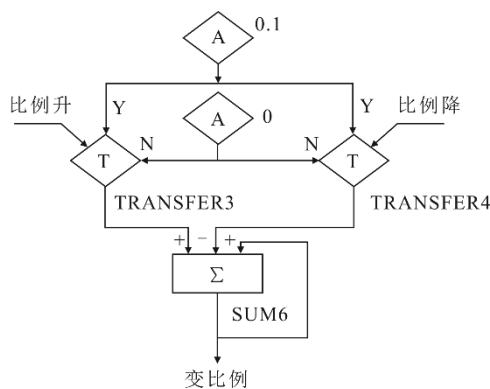 A 0.1
Y Y
比例升 A 0 比例降
T N N T
TRANSFER3 TRANSFER4
+ − +
Σ
SUM6
变比例